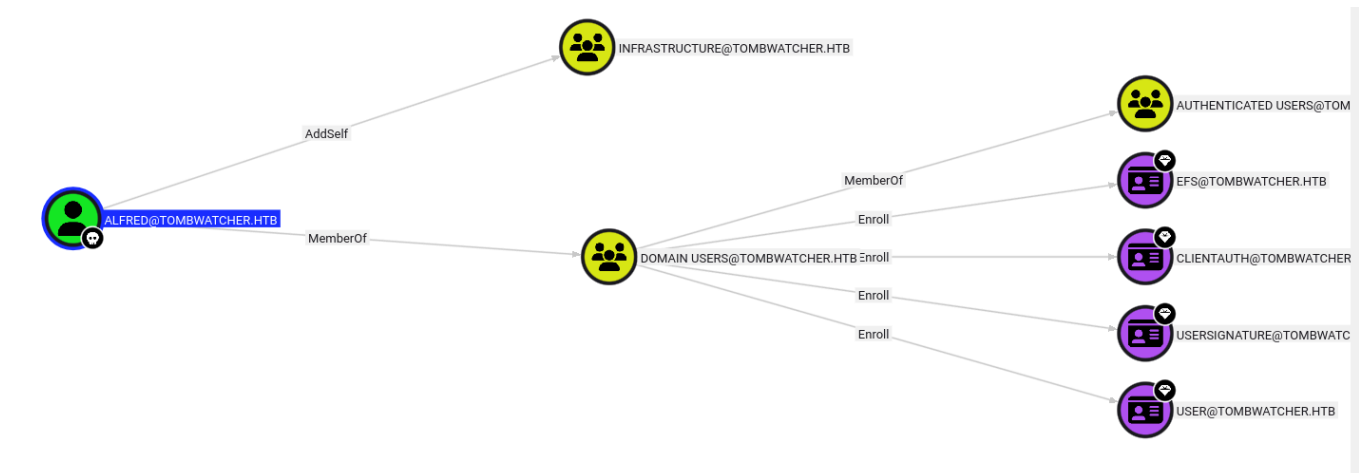 INFRASTRUCTURE@TOMBWATCHER.HTB
AUTHENTICATED USERS@TOM
AddSelf
MemberOf
EFS@TOMBWATCHER.HTB
ALFRED@TOMBWATCHER.HTB
Enroll
MemberOf
DOMAIN USERS@TOMBWATCHER.HTB
Enroll
CLIENTAUTH@TOMBWATCHER
Enroll
USERSIGNATURE@TOMBWATC
Enroll
USER@TOMBWATCHER.HTB